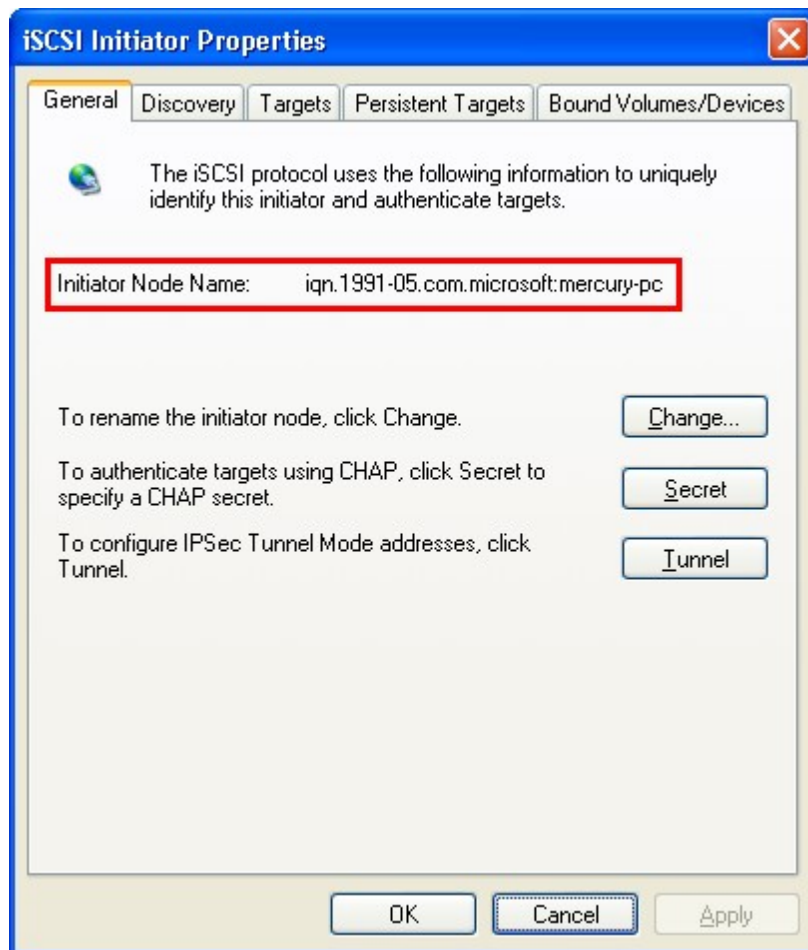 iSCSI Initiator Properties
General Discovery Targets Persistent Targets Bound Volumes/Devices
The iSCSI protocol uses the following information to uniquely
identify this initiator and authenticate targets.
Initiator Node Name: iqn.1991-05.com.microsoft:mercury-pc
To rename the initiator node, click Change.
Change...
To authenticate targets using CHAP, click Secret to
specify a CHAP secret.
Secret
To configure IPSec Tunnel Mode addresses, click
Tunnel.
Tunnel
OK Cancel Apply